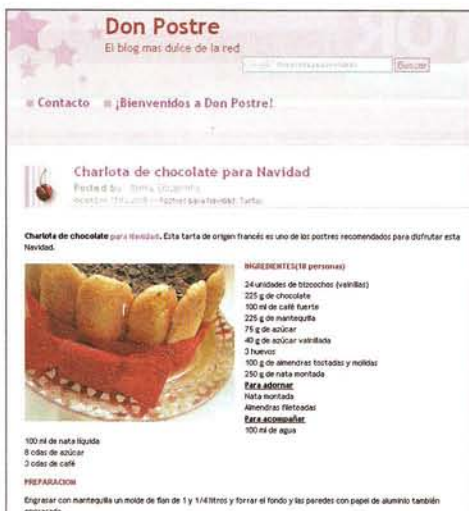 Don Postre
El blog mas dulce de la red
Buscar
Contacto ¡Bienvenidos a Don Postre!
Charlota de chocolate para Navidad
Posted by
Charlota de chocolate para Navidad. Esta tarta de origen francés es uno de los postres recomendados para disfrutar esta
Navidad.
INGREDIENTES(10 personas)
24 unidades de bizcochos (vainillas)
225 g de chocolate
100 ml de café fuerte
225 g de mantequilla
75 g de azúcar
40 g de azúcar vainillada
3 huevos
100 g de almendras tostadas y molidas
250 g de nata montada
Para adornar
Nata montada
Almendras fileteadas
Para acompañar
100 ml de agua
100 ml de nata líquida
8 cdas de azúcar
3 cdas de café
PREPARACION
Engrasar con mantequilla un molde de flan de 1 y 1/4 litros y forrar el fondo y las paredes con papel de aluminio también